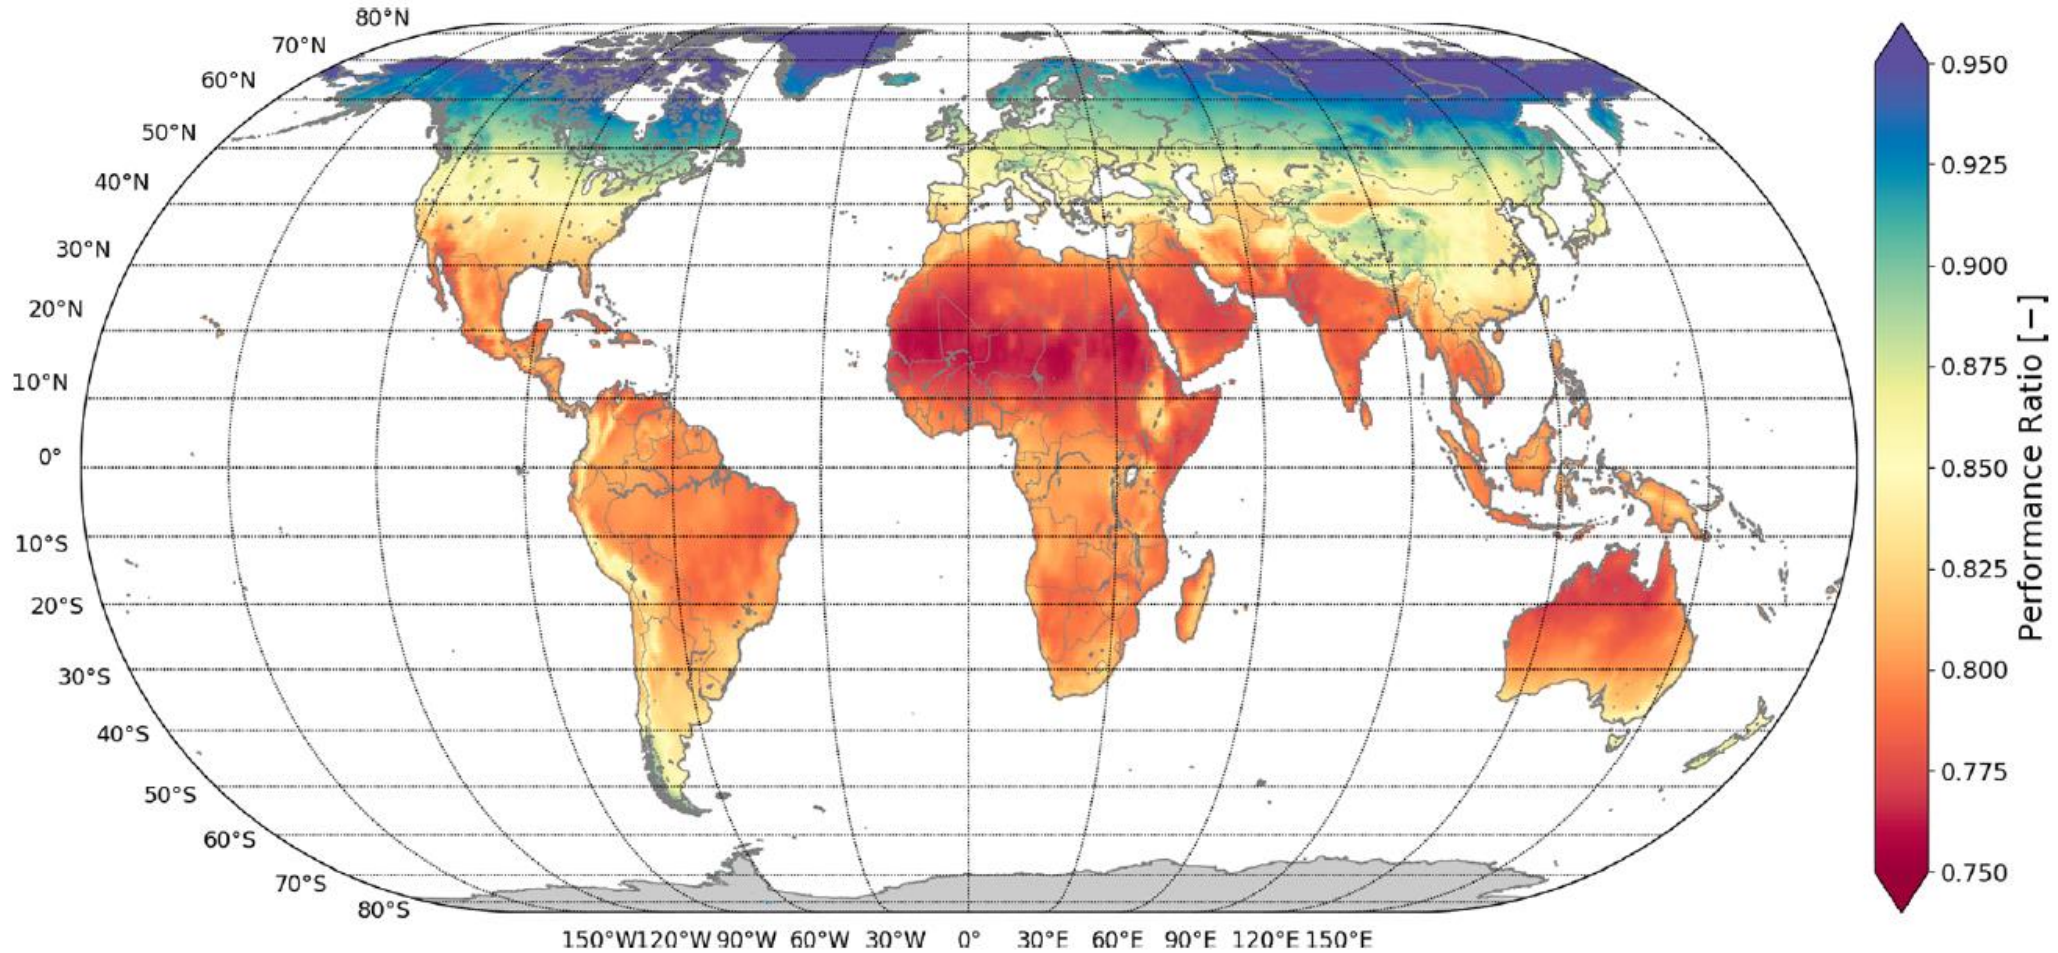 80°N
70°N
60°N
50°N
40°N
30°N
20°N
10°N
0°
10°S
20°S
30°S
40°S
50°S
60°S
70°S
80°S
150°W120°W 90°W 60°W 30°W 0° 30°E 60°E 90°E 120°E 150°E
0.950
0.925
0.900
0.875
0.850
0.825
0.800
0.775
0.750
Performance Ratio [−]